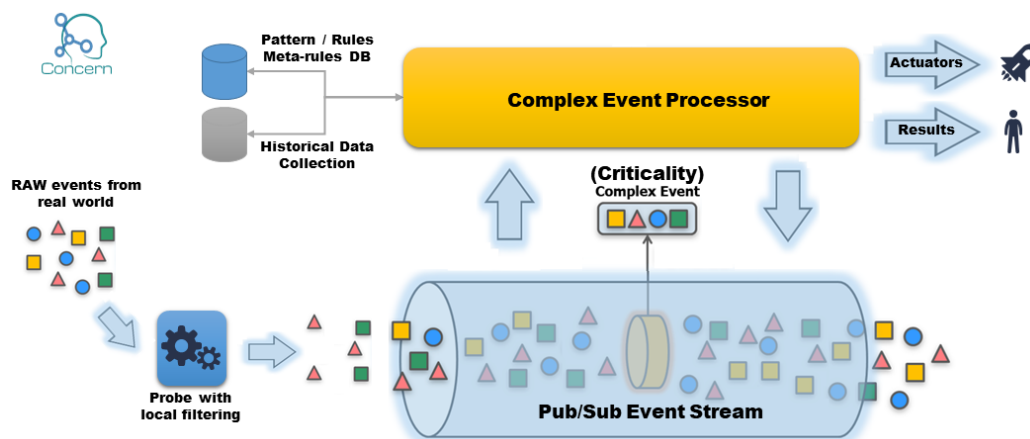 Concern
Pattern / Rules
Meta-rules DB
Historical Data
Collection
Complex Event Processor
Actuators
Results
RAW events from
real world
(Criticality)
Complex Event
Probe with
local filtering
Pub/Sub Event Stream